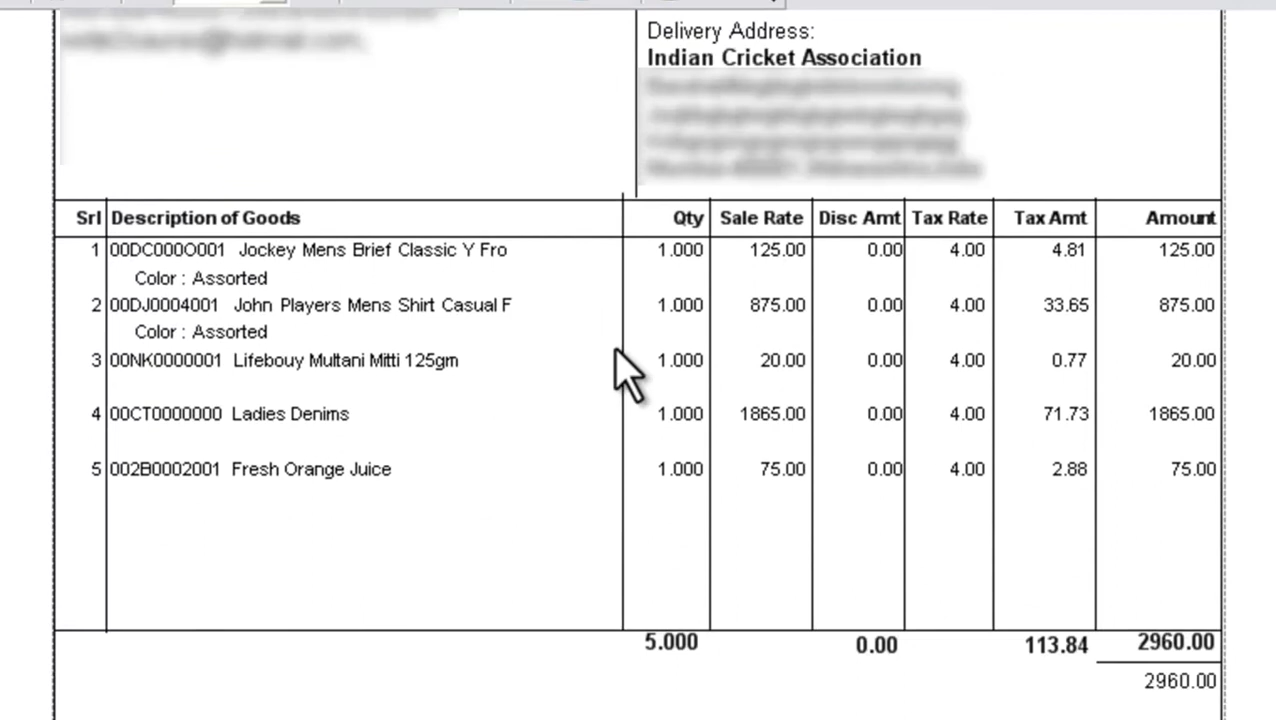 Delivery Address:
Indian Cricket Association
Srl Description of Goods Qty Sale Rate Disc Amt Tax Rate Tax Amt Amount
1 00DC000O001 Jockey Mens Brief Classic Y Fro 1.000 125.00 0.00 4.00 4.81 125.00
Color : Assorted
2 00DJ0004001 John Players Mens Shirt Casual F 1.000 875.00 0.00 4.00 33.65 875.00
Color : Assorted
3 00NK0000001 Lifebouy Multani Mitti 125gm 1.000 20.00 0.00 4.00 0.77 20.00
4 00CT0000000 Ladies Denims 1.000 1865.00 0.00 4.00 71.73 1865.00
5 002B0002001 Fresh Orange Juice 1.000 75.00 0.00 4.00 2.88 75.00
5.000 0.00 113.84 2960.00
2960.00